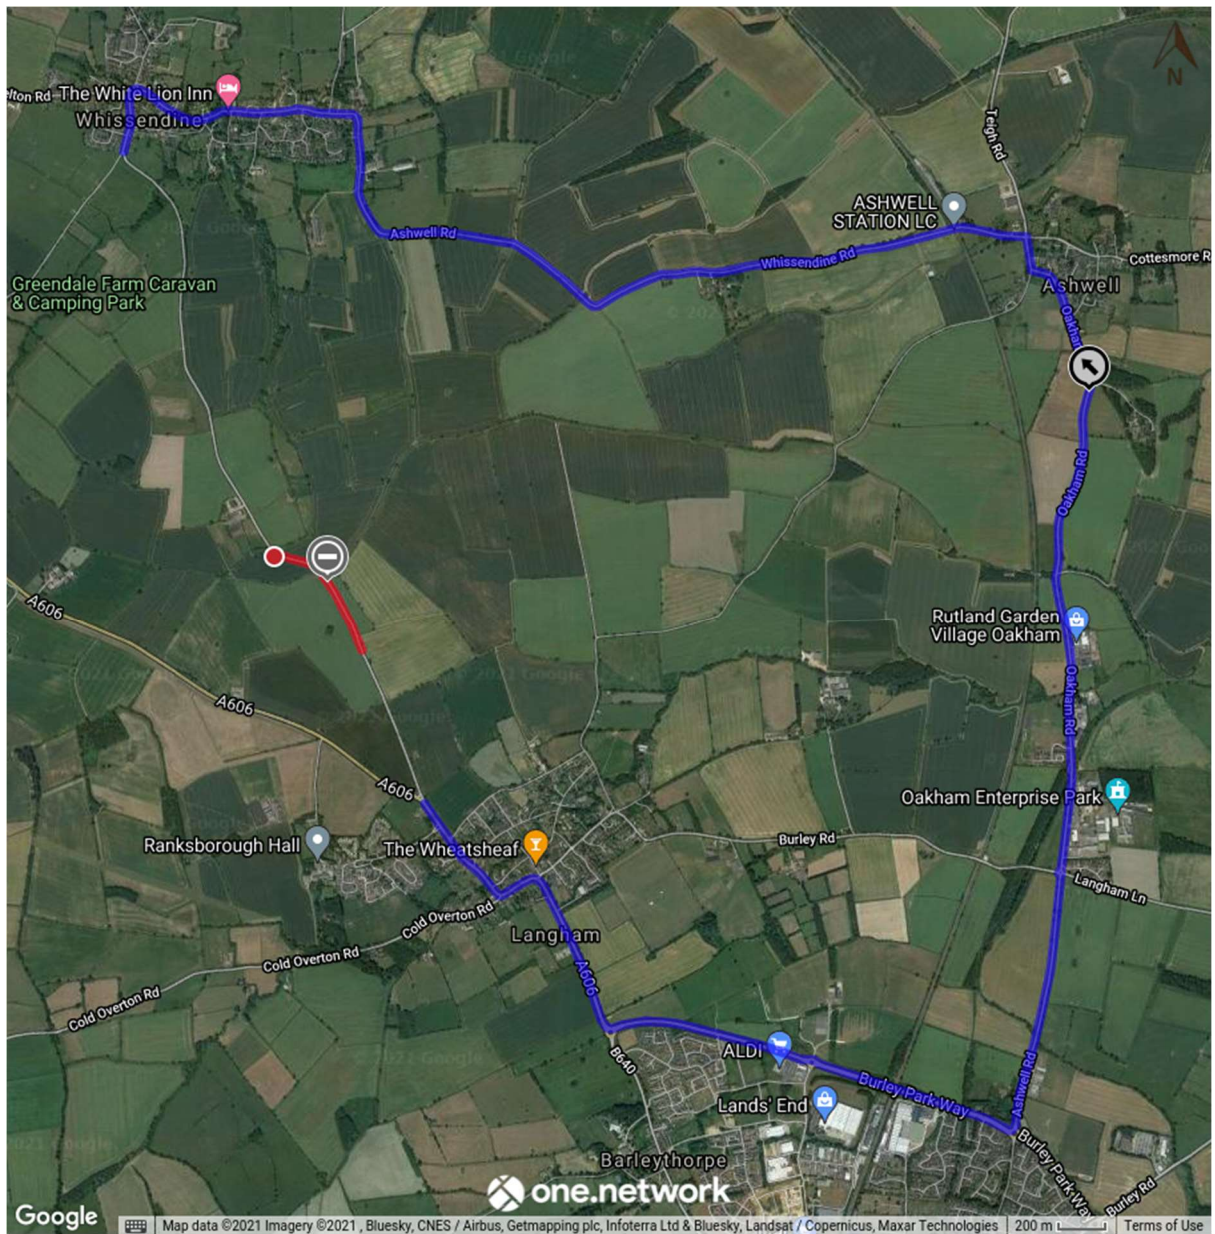 N
elton Rd
The White Lion Inn
Whissendine
Teigh Rd
ASHWELL
STATION LC
Ashwell Rd
Whissendine Rd
Cottesmore R
Greendale Farm Caravan
& Camping Park
Ashwell
Oakham
Oakham Rd
A606
Rutland Garden
Village Oakham
Oakham Rd
A606
A606
Oakham Enterprise Park
Ranksborough Hall
The Wheatsheaf
Burley Rd
Langham Ln
Cold Overton Rd
Langham
Cold Overton Rd
A606
Cold Overton Rd
B640
ALDI
Ashwell Rd
Burley Park Way
Lands' End
Burley Park Way
Barleythorpe
Burley Rd
one.network
Google
Map data ©2021 Imagery ©2021 , Bluesky, CNES / Airbus, Getmapping plc, Infoterra Ltd & Bluesky, Landsat / Copernicus, Maxar Technologies
200 m
Terms of Use